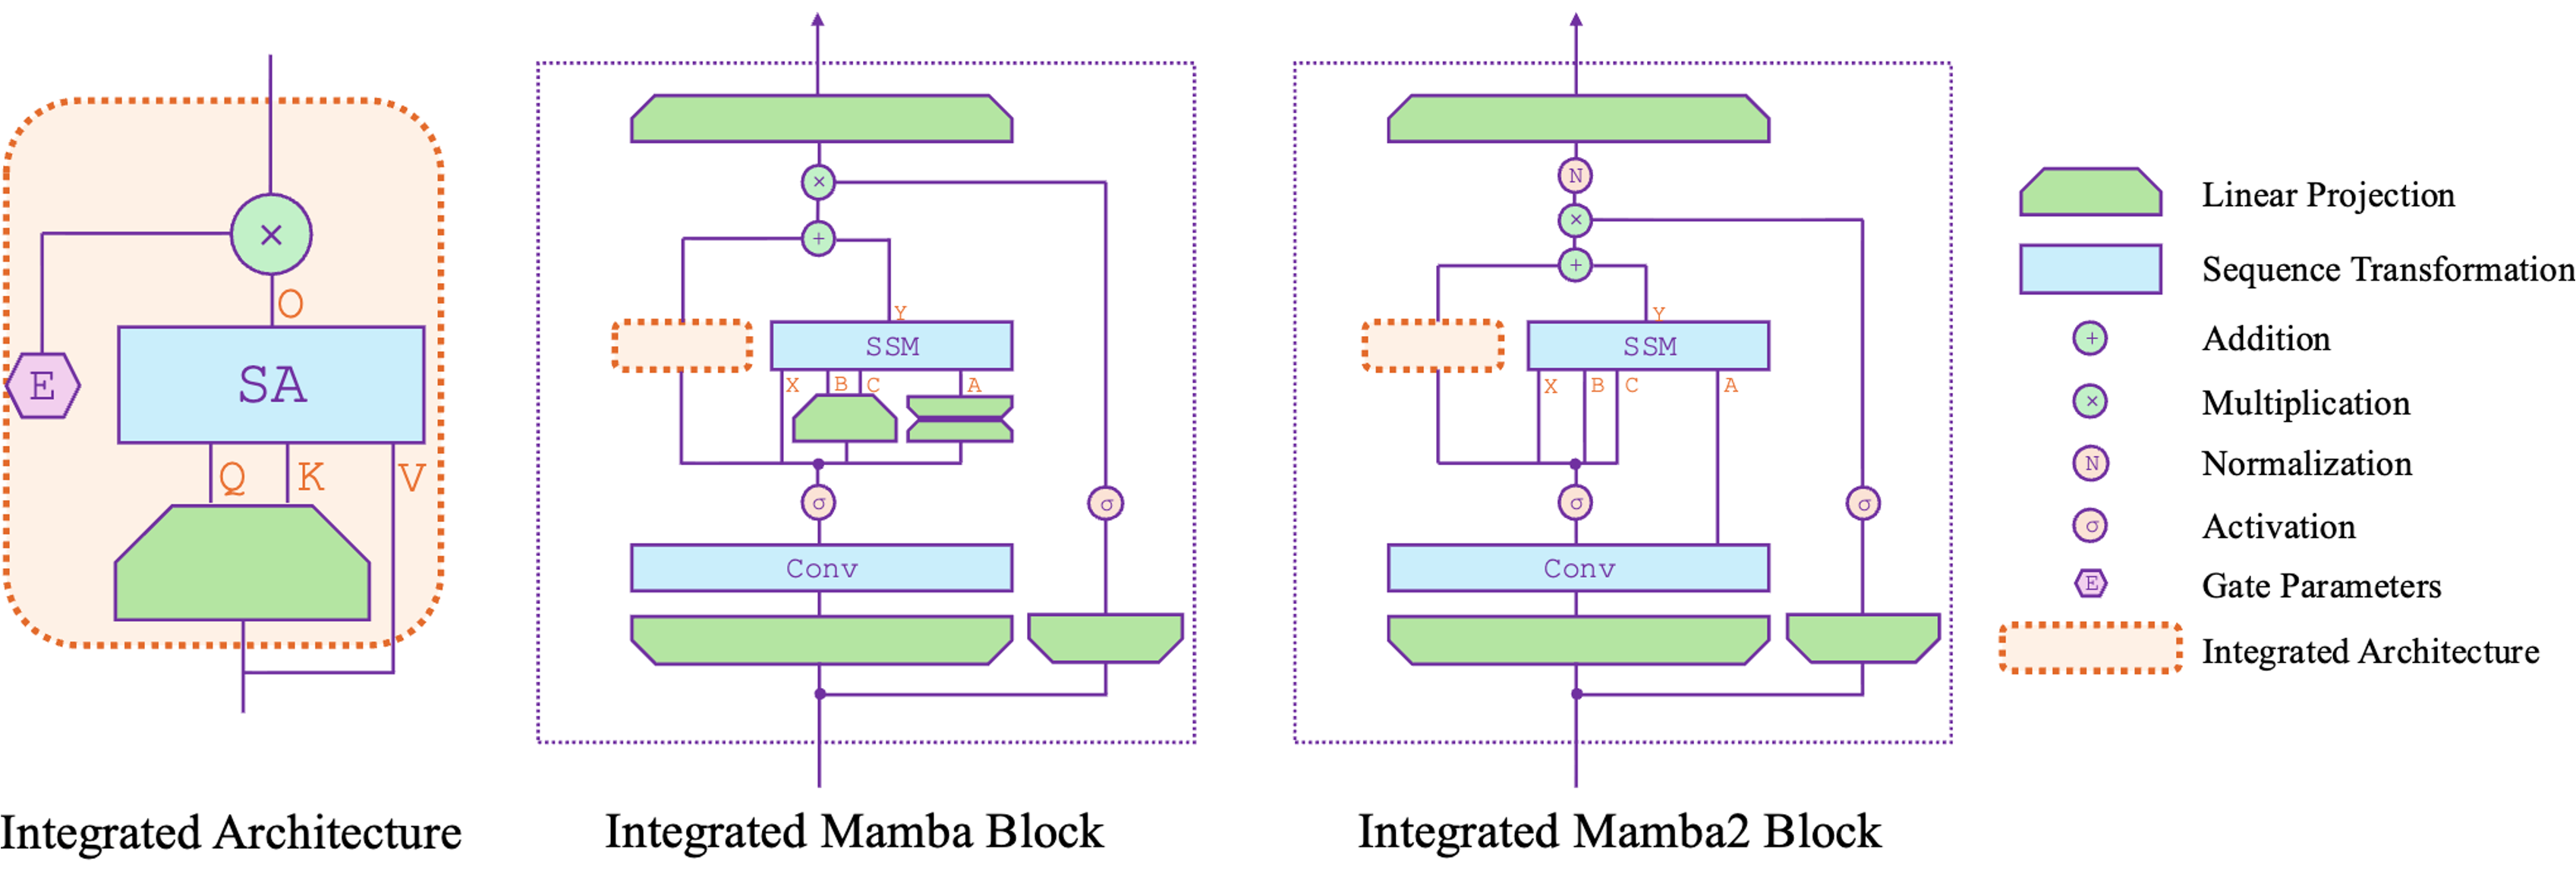 ×
O
E
SA
Q K V
Integrated Architecture
×
+
Y
SSM
X B C A
σ
σ
Conv
Integrated Mamba Block
N
×
+
Y
SSM
X B C A
σ
σ
Conv
Integrated Mamba2 Block
Linear Projection
Sequence Transformation
+ Addition
× Multiplication
N Normalization
σ Activation
E Gate Parameters
Integrated Architecture